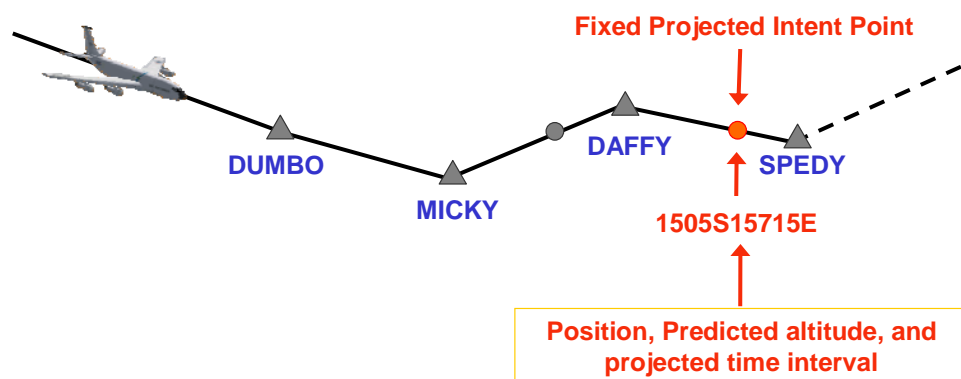 Fixed Projected Intent Point
DUMBO
DAFFY
SPEDY
MICKY
1505S15715E
Position, Predicted altitude, and
projected time interval